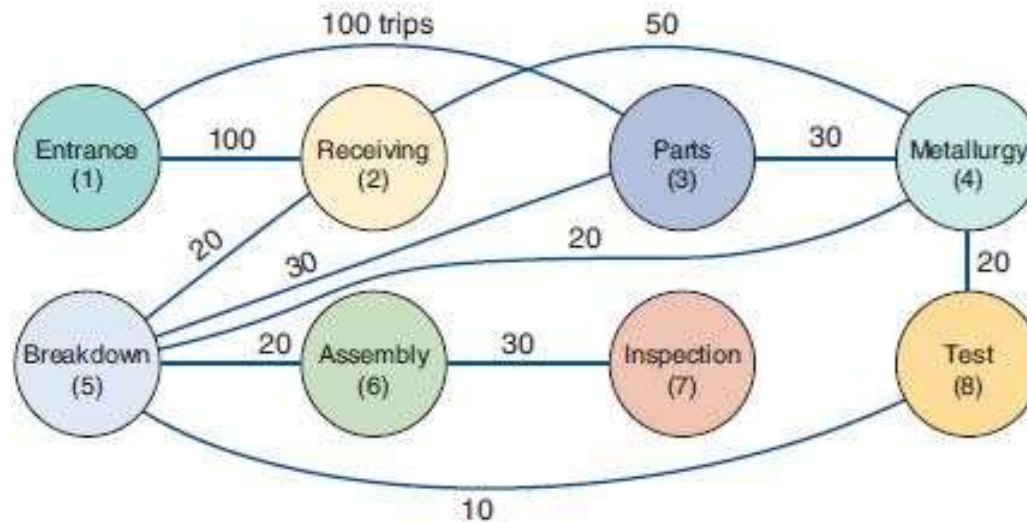 100 trips
50
Entrance
(1)
100
Receiving
(2)
Parts
(3)
30
Metallurgy
(4)
20
30
20
20
Breakdown
(5)
20
Assembly
(6)
30
Inspection
(7)
Test
(8)
10